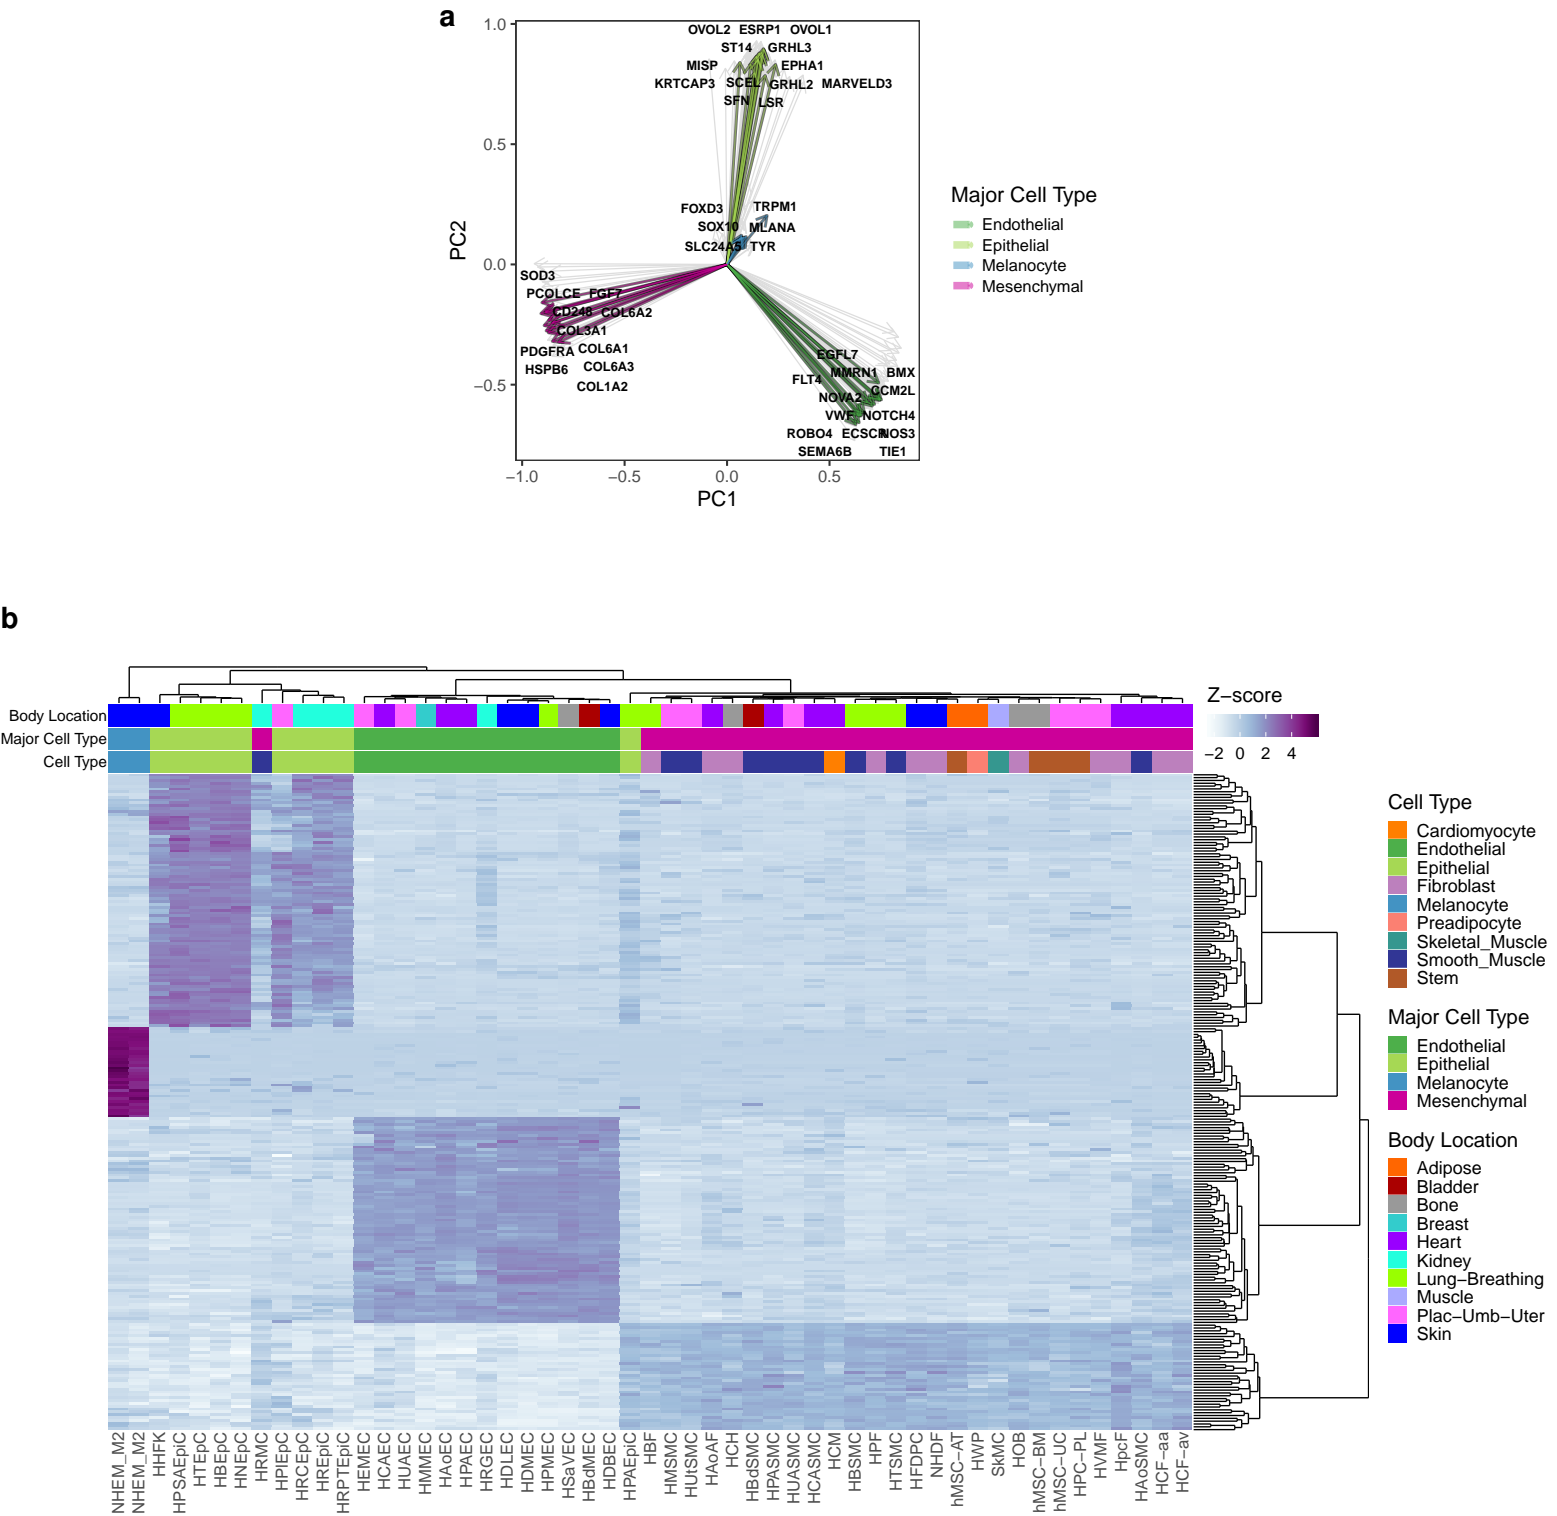 a
OVOL2 ESRP1 OVOL1
ST14 GRHL3
MISP EPHA1
KRTCAP3 SCEL GRHL2 MARVELD3
SFN LSR
FOXD3 TRPM1
SOX10 MLANA
SLC24A5 TYR
SOD3
PCOLCE FGF7
CD248 COL6A2
COL3A1
PDGFRA COL6A1
HSPB6 COL6A3
COL1A2
EGFL7
FLT4 MMRN1 BMX
NOVA2 CCM2L
VWF NOTCH4
ROBO4 ECSCR NOS3
SEMA6B TIE1
1.0
0.5
0.0
−0.5
PC2
−1.0 −0.5 0.0 0.5
PC1
Major Cell Type
Endothelial
Epithelial
Melanocyte
Mesenchymal
b
Body Location
Major Cell Type
Cell Type
Z−score
−2 0 2 4
Cell Type
Cardiomyocyte
Endothelial
Epithelial
Fibroblast
Melanocyte
Preadipocyte
Skeletal_Muscle
Smooth_Muscle
Stem
Major Cell Type
Endothelial
Epithelial
Melanocyte
Mesenchymal
Body Location
Adipose
Bladder
Bone
Breast
Heart
Kidney
Lung−Breathing
Muscle
Plac−Umb−Uter
Skin
NHEM_M2
NHEM_M2
HHFK
HPSAEpiC
HTEpC
HBEpC
HNEpC
HRMC
HPIEpC
HRCEpC
HREpiC
HRPTEpiC
HEMEC
HCAEC
HUAEC
HMMEC
HAoEC
HPAEC
HRGEC
HDLEC
HDMEC
HPMEC
HSaVEC
HBdMEC
HDBEC
HPAEpiC
HBF
HMSMC
HUtSMC
HAoAF
HCH
HBdSMC
HPASMC
HUASMC
HCASMC
HCM
HBSMC
HPF
HTSMC
HFDPC
NHDF
hMSC−AT
HWP
SkMC
HOB
hMSC−BM
hMSC−UC
HPC−PL
HVMF
HpcF
HAoSMC
HCF−aa
HCF−av